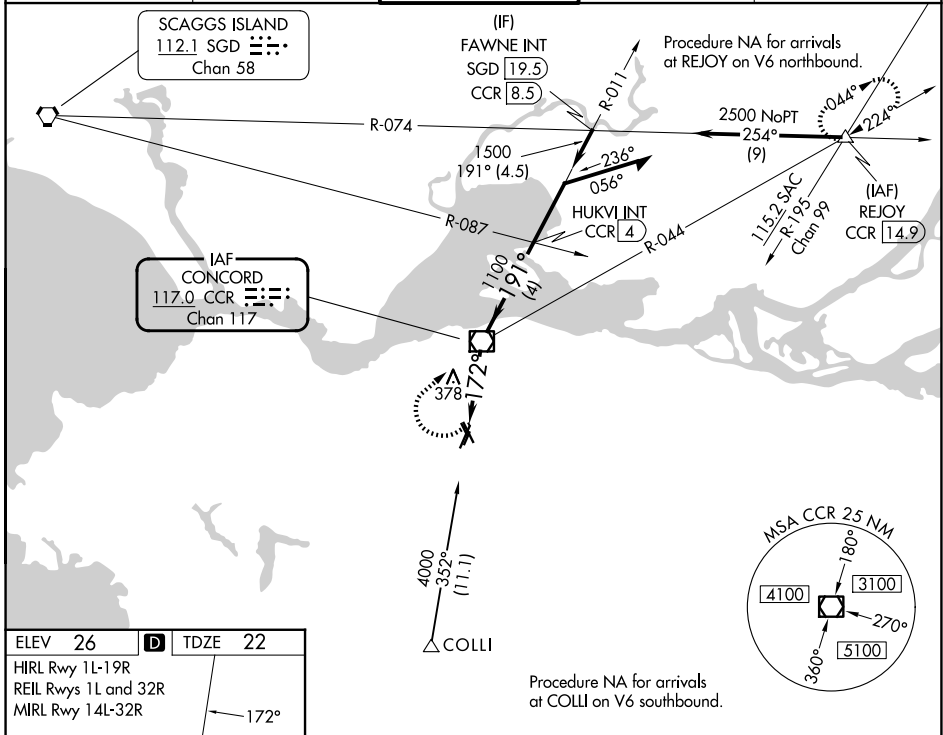 SCAGGS ISLAND
112.1 SGD
Chan 58
(IF)
FAWNE INT
SGD 19.5
CCR 8.5
R-011
Procedure NA for arrivals
at REJOY on V6 northbound.
044°
224°
R-074
2500 NoPT
254°
(9)
1500
191° (4.5)
236°
056°
(IAF)
REJOY
CCR 14.9
115.2 SAC
R-195
Chan 99
R-087
HUKVI INT
CCR 4
R-044
IAF
CONCORD
117.0 CCR
Chan 117
1100
191°
(4)
172°
378
4000
352°
(11.1)
COLLI
MSA CCR 25 NM
180°
4100
3100
270°
360°
5100
Procedure NA for arrivals
at COLLI on V6 southbound.
ELEV 26 D TDZE 22
HIRL Rwy 1L-19R
REIL Rwys 1L and 32R
MIRL Rwy 14L-32R
172°